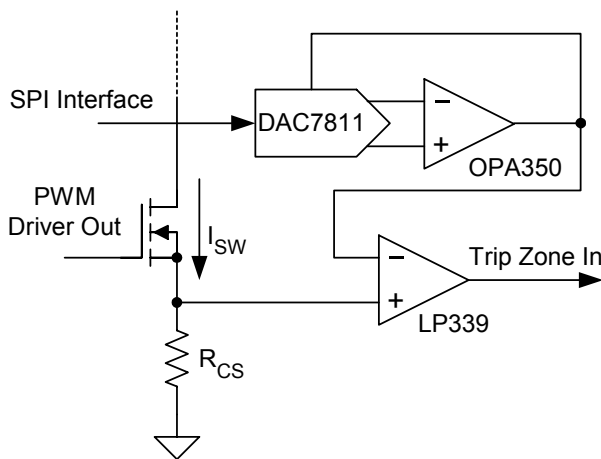 SPI Interface
DAC7811
OPA350
PWM
Driver Out
I_SW
Trip Zone In
LP339
R_CS